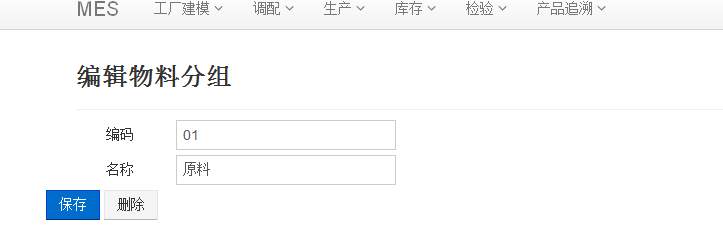 MES 工厂建模 调配 生产 库存 检验 产品追溯
编辑物料分组
编码 01
名称 原料
保存 删除